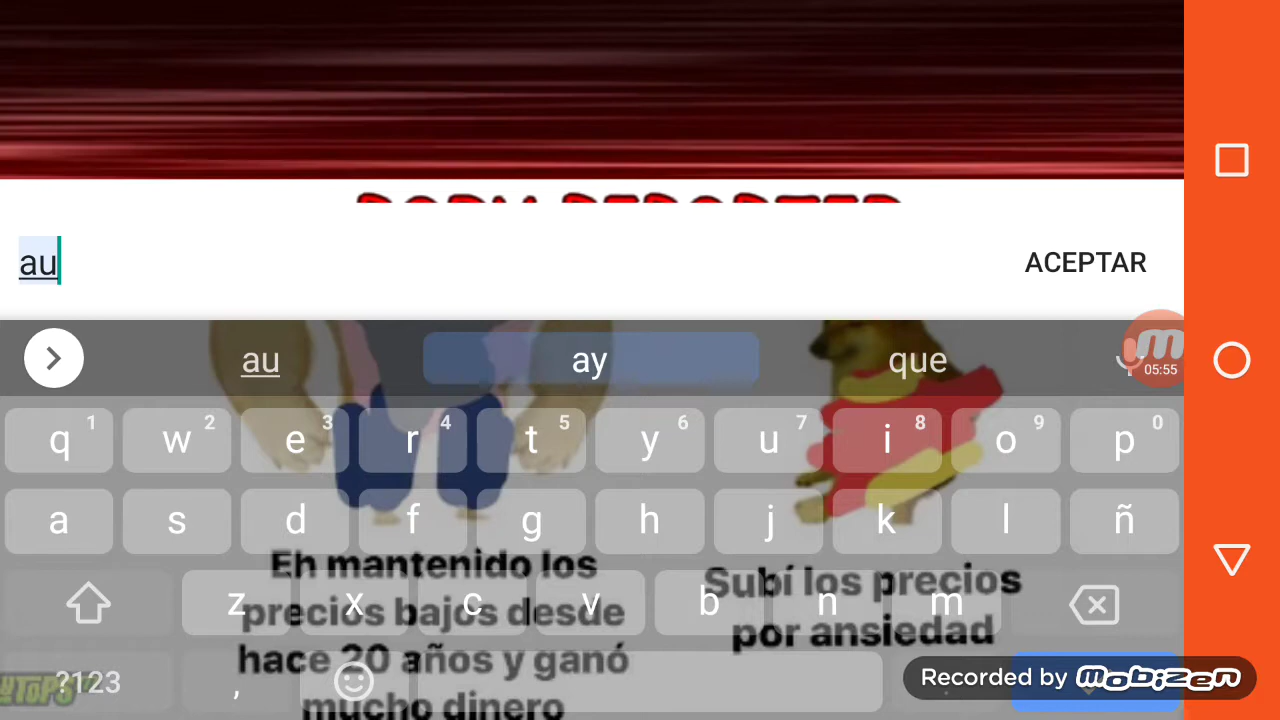 au
ACEPTAR
au ay que
05:55
q 1 w 2 e 3 r 4 t 5 y 6 u 7 i 8 o 9 p 0
a s d f g h j k l ñ
z x c v b n m
?123 ,
Eh mantenido los
precios bajos desde
hace 20 años y ganó
mucho dinero
Subí los precios
por ansiedad
Recorded by mobizen